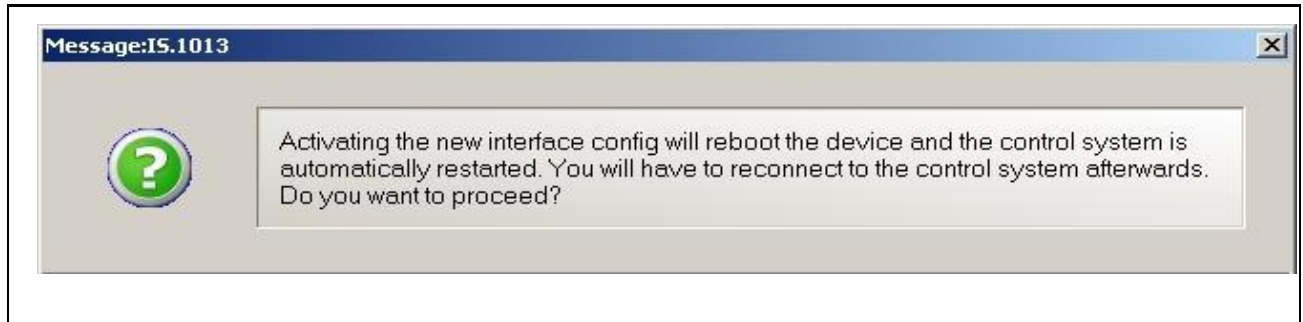 Message:IS.1013
Activating the new interface config will reboot the device and the control system is
automatically restarted. You will have to reconnect to the control system afterwards.
Do you want to proceed?